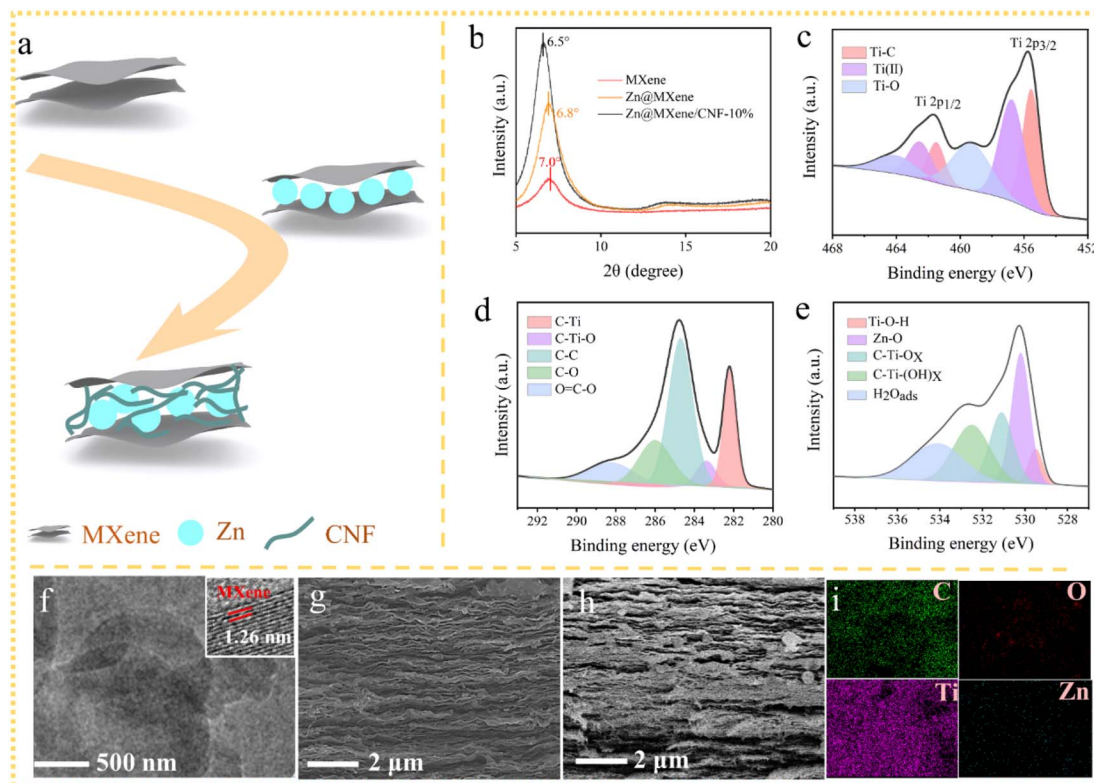 a
MXene
Zn
CNF
b
6.5°
6.8°
7.0°
MXene
Zn@MXene
Zn@MXene/CNF-10%
Intensity (a.u.)
5
10
15
20
2θ (degree)
c
Ti-C
Ti(II)
Ti-O
Ti 2p3/2
Ti 2p1/2
Intensity (a.u.)
468
464
460
456
452
Binding energy (eV)
d
C-Ti
C-Ti-O
C-C
C-O
O=C-O
Intensity (a.u.)
292
290
288
286
284
282
280
Binding energy (eV)
e
Ti-O-H
Zn-O
C-Ti-OX
C-Ti-(OH)X
H2Oads
Intensity (a.u.)
538
536
534
532
530
528
Binding energy (eV)
f
MXene
1.26 nm
500 nm
g
2 μm
h
2 μm
i
C
O
Ti
Zn